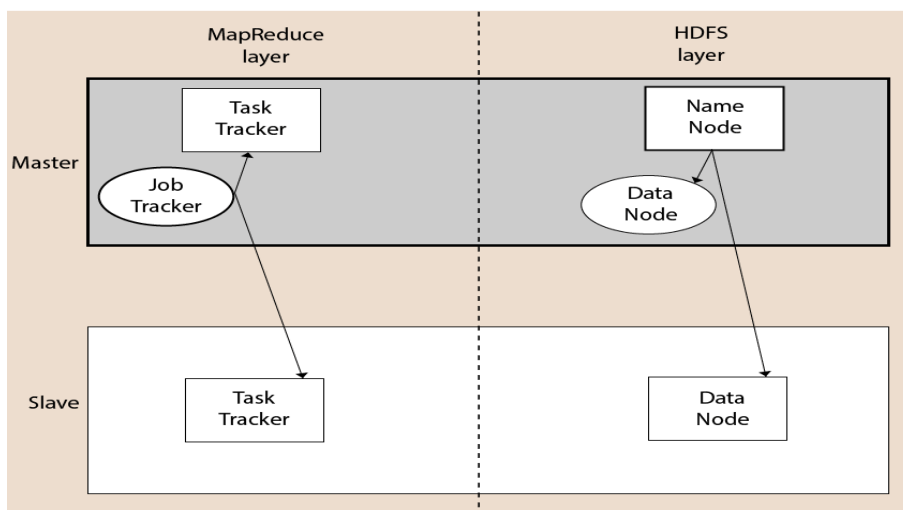 MapReduce
layer
HDFS
layer
Master
Task
Tracker
Job
Tracker
Name
Node
Data
Node
Slave
Task
Tracker
Data
Node